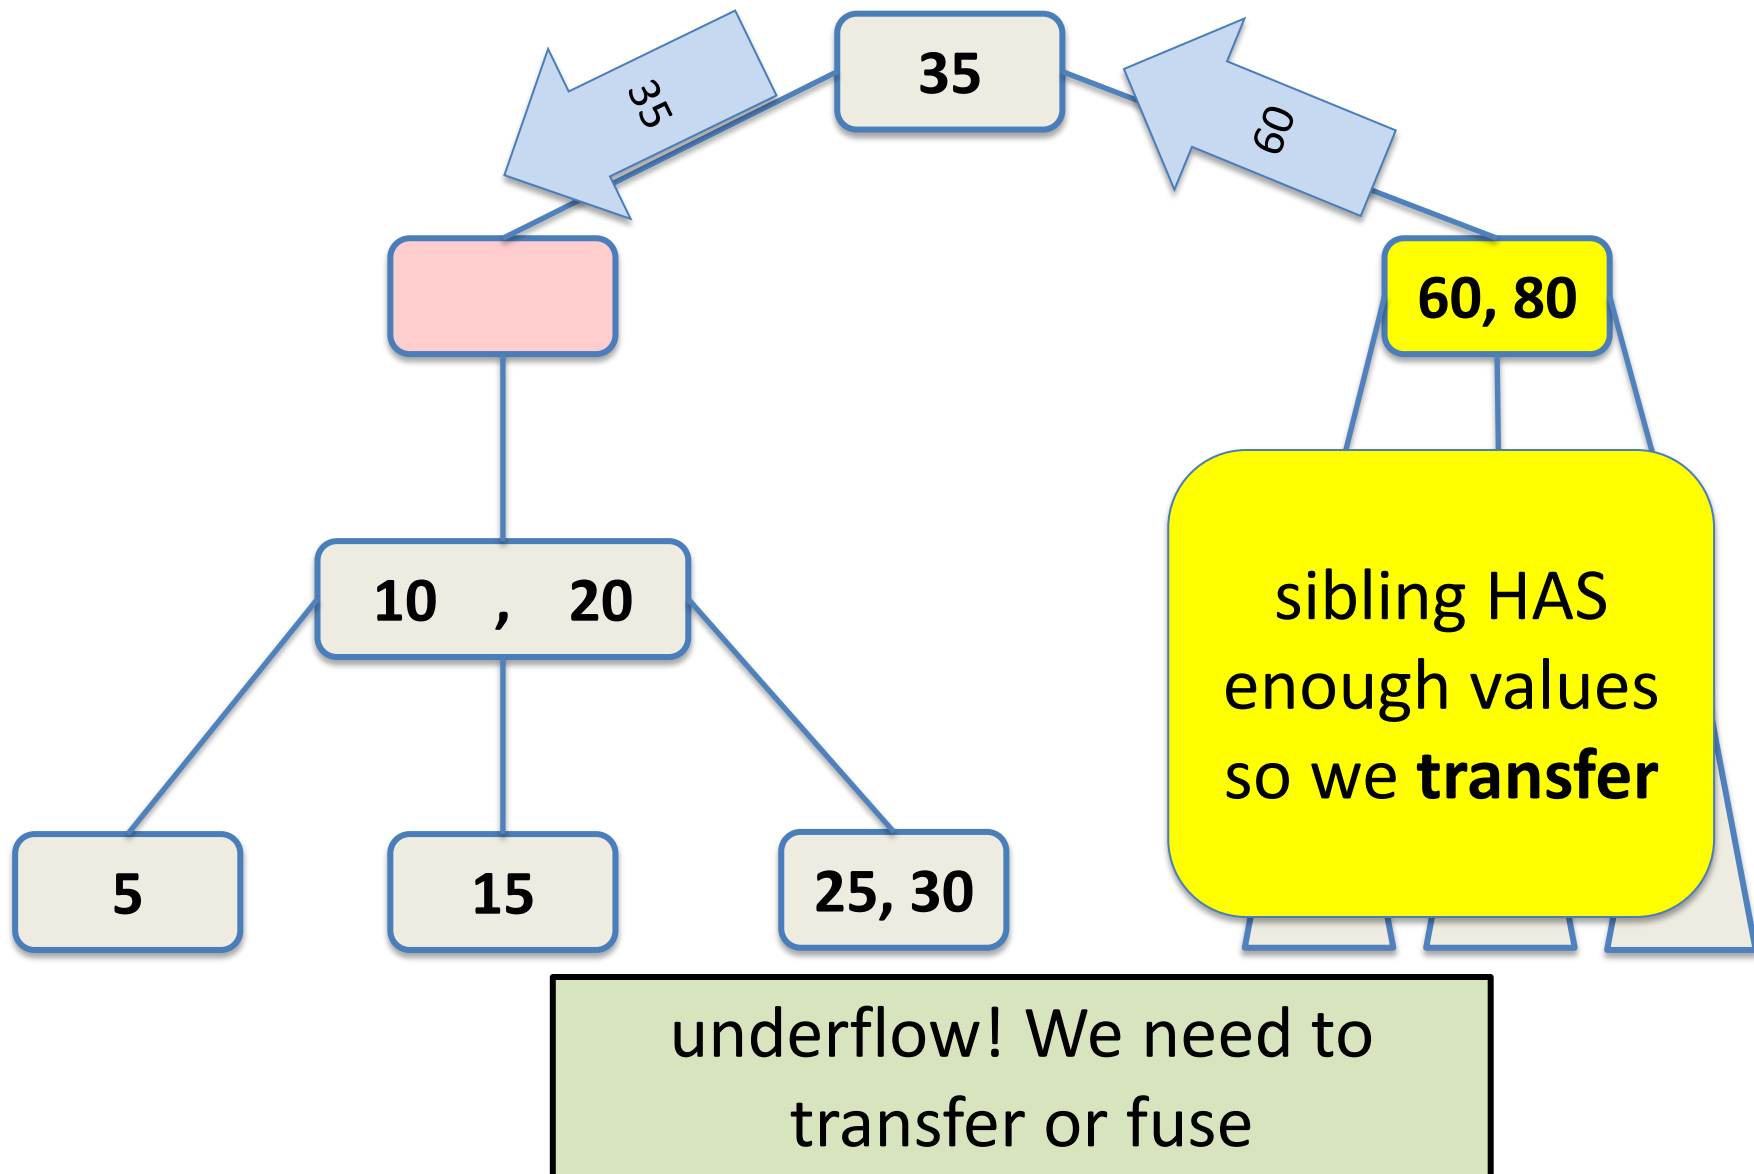 35
35
60
60, 80
10 , 20
sibling HAS
enough values
so we transfer
5
15
25, 30
underflow! We need to
transfer or fuse